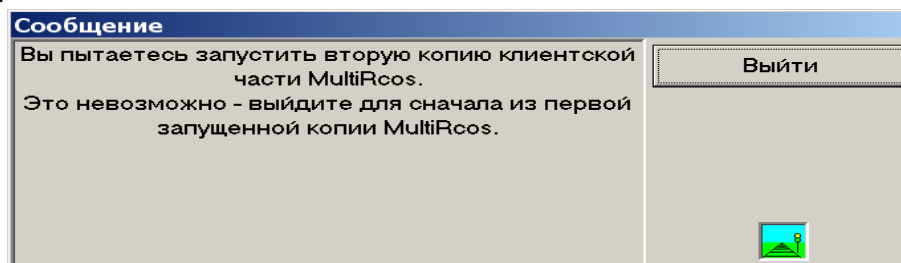 Сообщение
Вы пытаетесь запустить вторую копию клиентской
части MultiRcos.
Это невозможно - выйдите для сначала из первой
запущенной копии MultiRcos.
Выйти